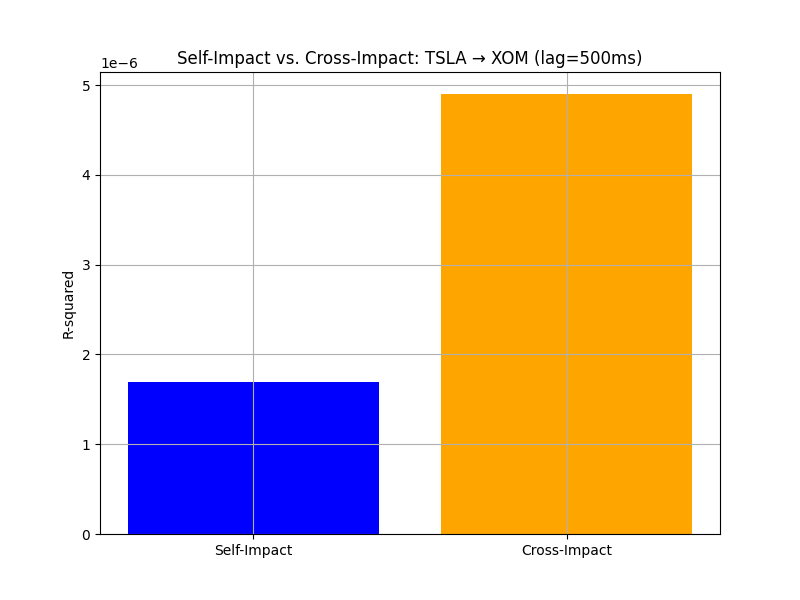 Self-Impact vs. Cross-Impact: TSLA → XOM (lag=500ms)
1e−6
5
4
3
2
1
0
R-squared
Self-Impact
Cross-Impact